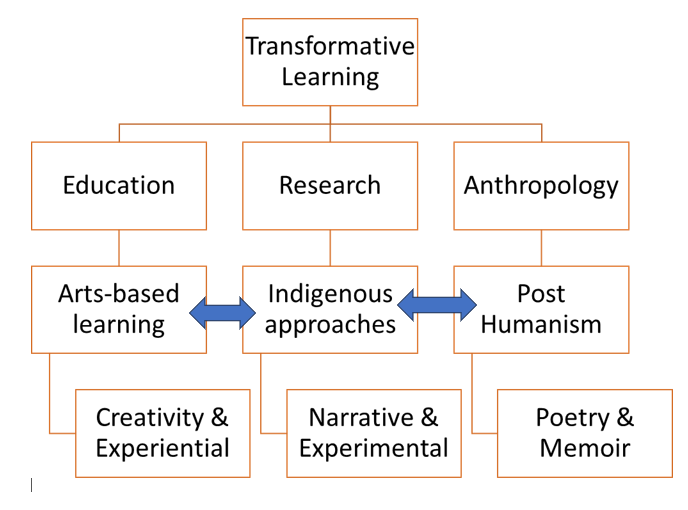 Transformative
Learning
Education
Research
Anthropology
Arts-based
learning
Indigenous
approaches
Post
Humanism
Creativity &
Experiential
Narrative &
Experimental
Poetry &
Memoir